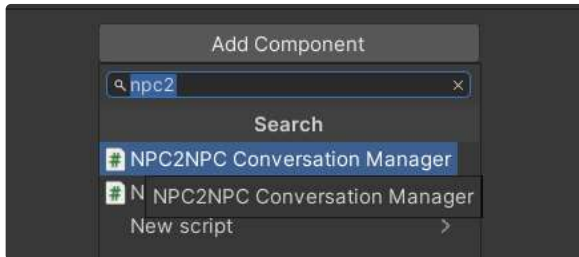 Add Component
npc2
Search
NPC2NPC Conversation Manager
N
NPC2NPC Conversation Manager
New script